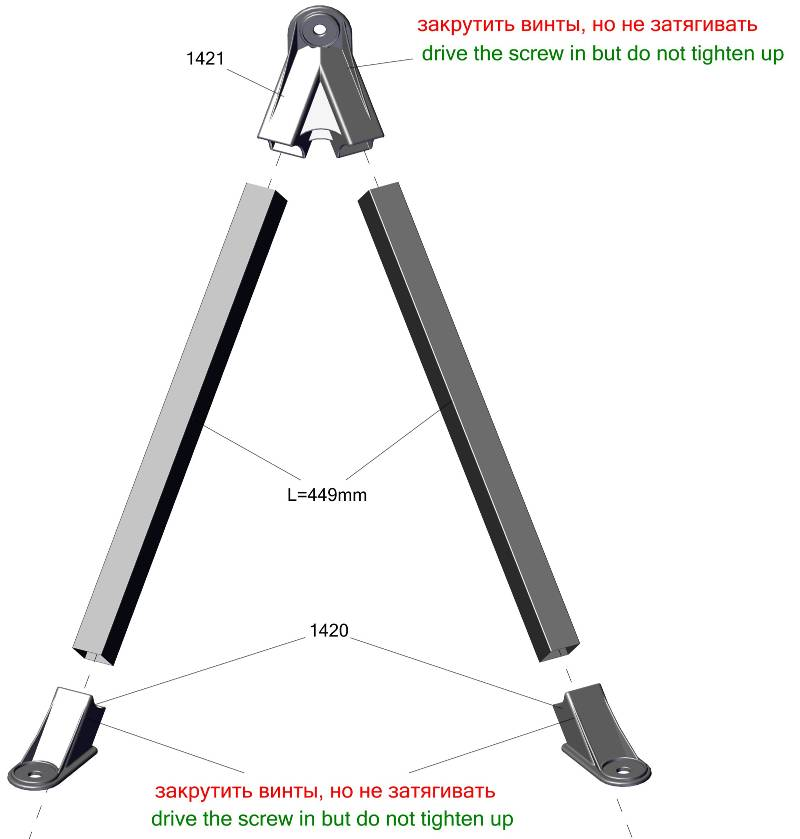 закрутить винты, но не затягивать
drive the screw in but do not tighten up
1421
L=449mm
1420
закрутить винты, но не затягивать
drive the screw in but do not tighten up